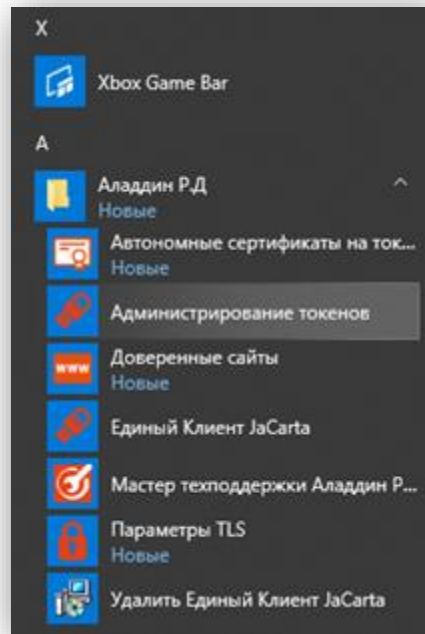 X
Xbox Game Bar
А
Аладдин Р.Д
Новые
Автономные сертификаты на ток...
Новые
Администрирование токенов
www
Доверенные сайты
Новые
Единый Клиент JaCarta
Мастер техподдержки Аладдин Р...
Параметры TLS
Новые
Удалить Единый Клиент JaCarta